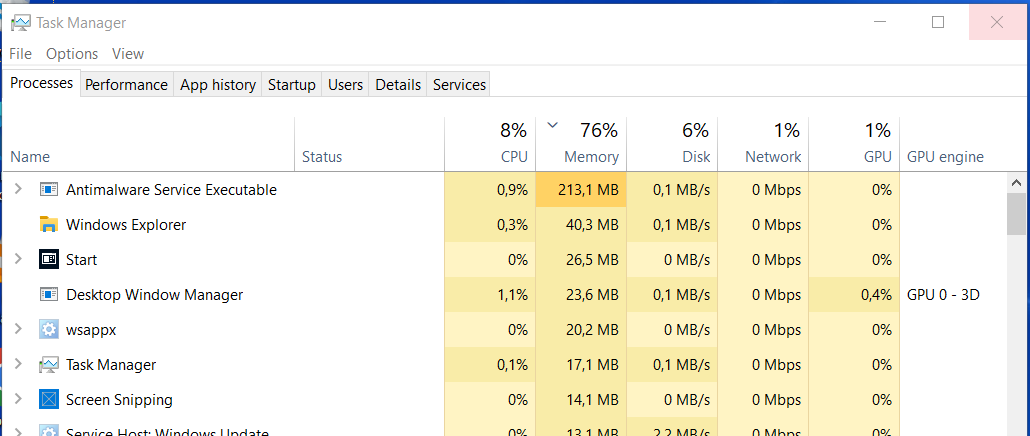 Task Manager
File Options View
Processes Performance App history Startup Users Details Services
8% 76% 6% 1% 1%
Name Status CPU Memory Disk Network GPU GPU engine
Antimalware Service Executable 0,9% 213,1 MB 0,1 MB/s 0 Mbps 0%
Windows Explorer 0,3% 40,3 MB 0,1 MB/s 0 Mbps 0%
Start 0% 26,5 MB 0 MB/s 0 Mbps 0%
Desktop Window Manager 1,1% 23,6 MB 0,1 MB/s 0 Mbps 0,4% GPU 0 - 3D
wsappx 0% 20,2 MB 0 MB/s 0 Mbps 0%
Task Manager 0,1% 17,1 MB 0,1 MB/s 0 Mbps 0%
Screen Snipping 0% 14,1 MB 0 MB/s 0 Mbps 0%
Service Host: Windows Update 0% 13,1 MB 2,2 MB/s 0 Mbps 0%